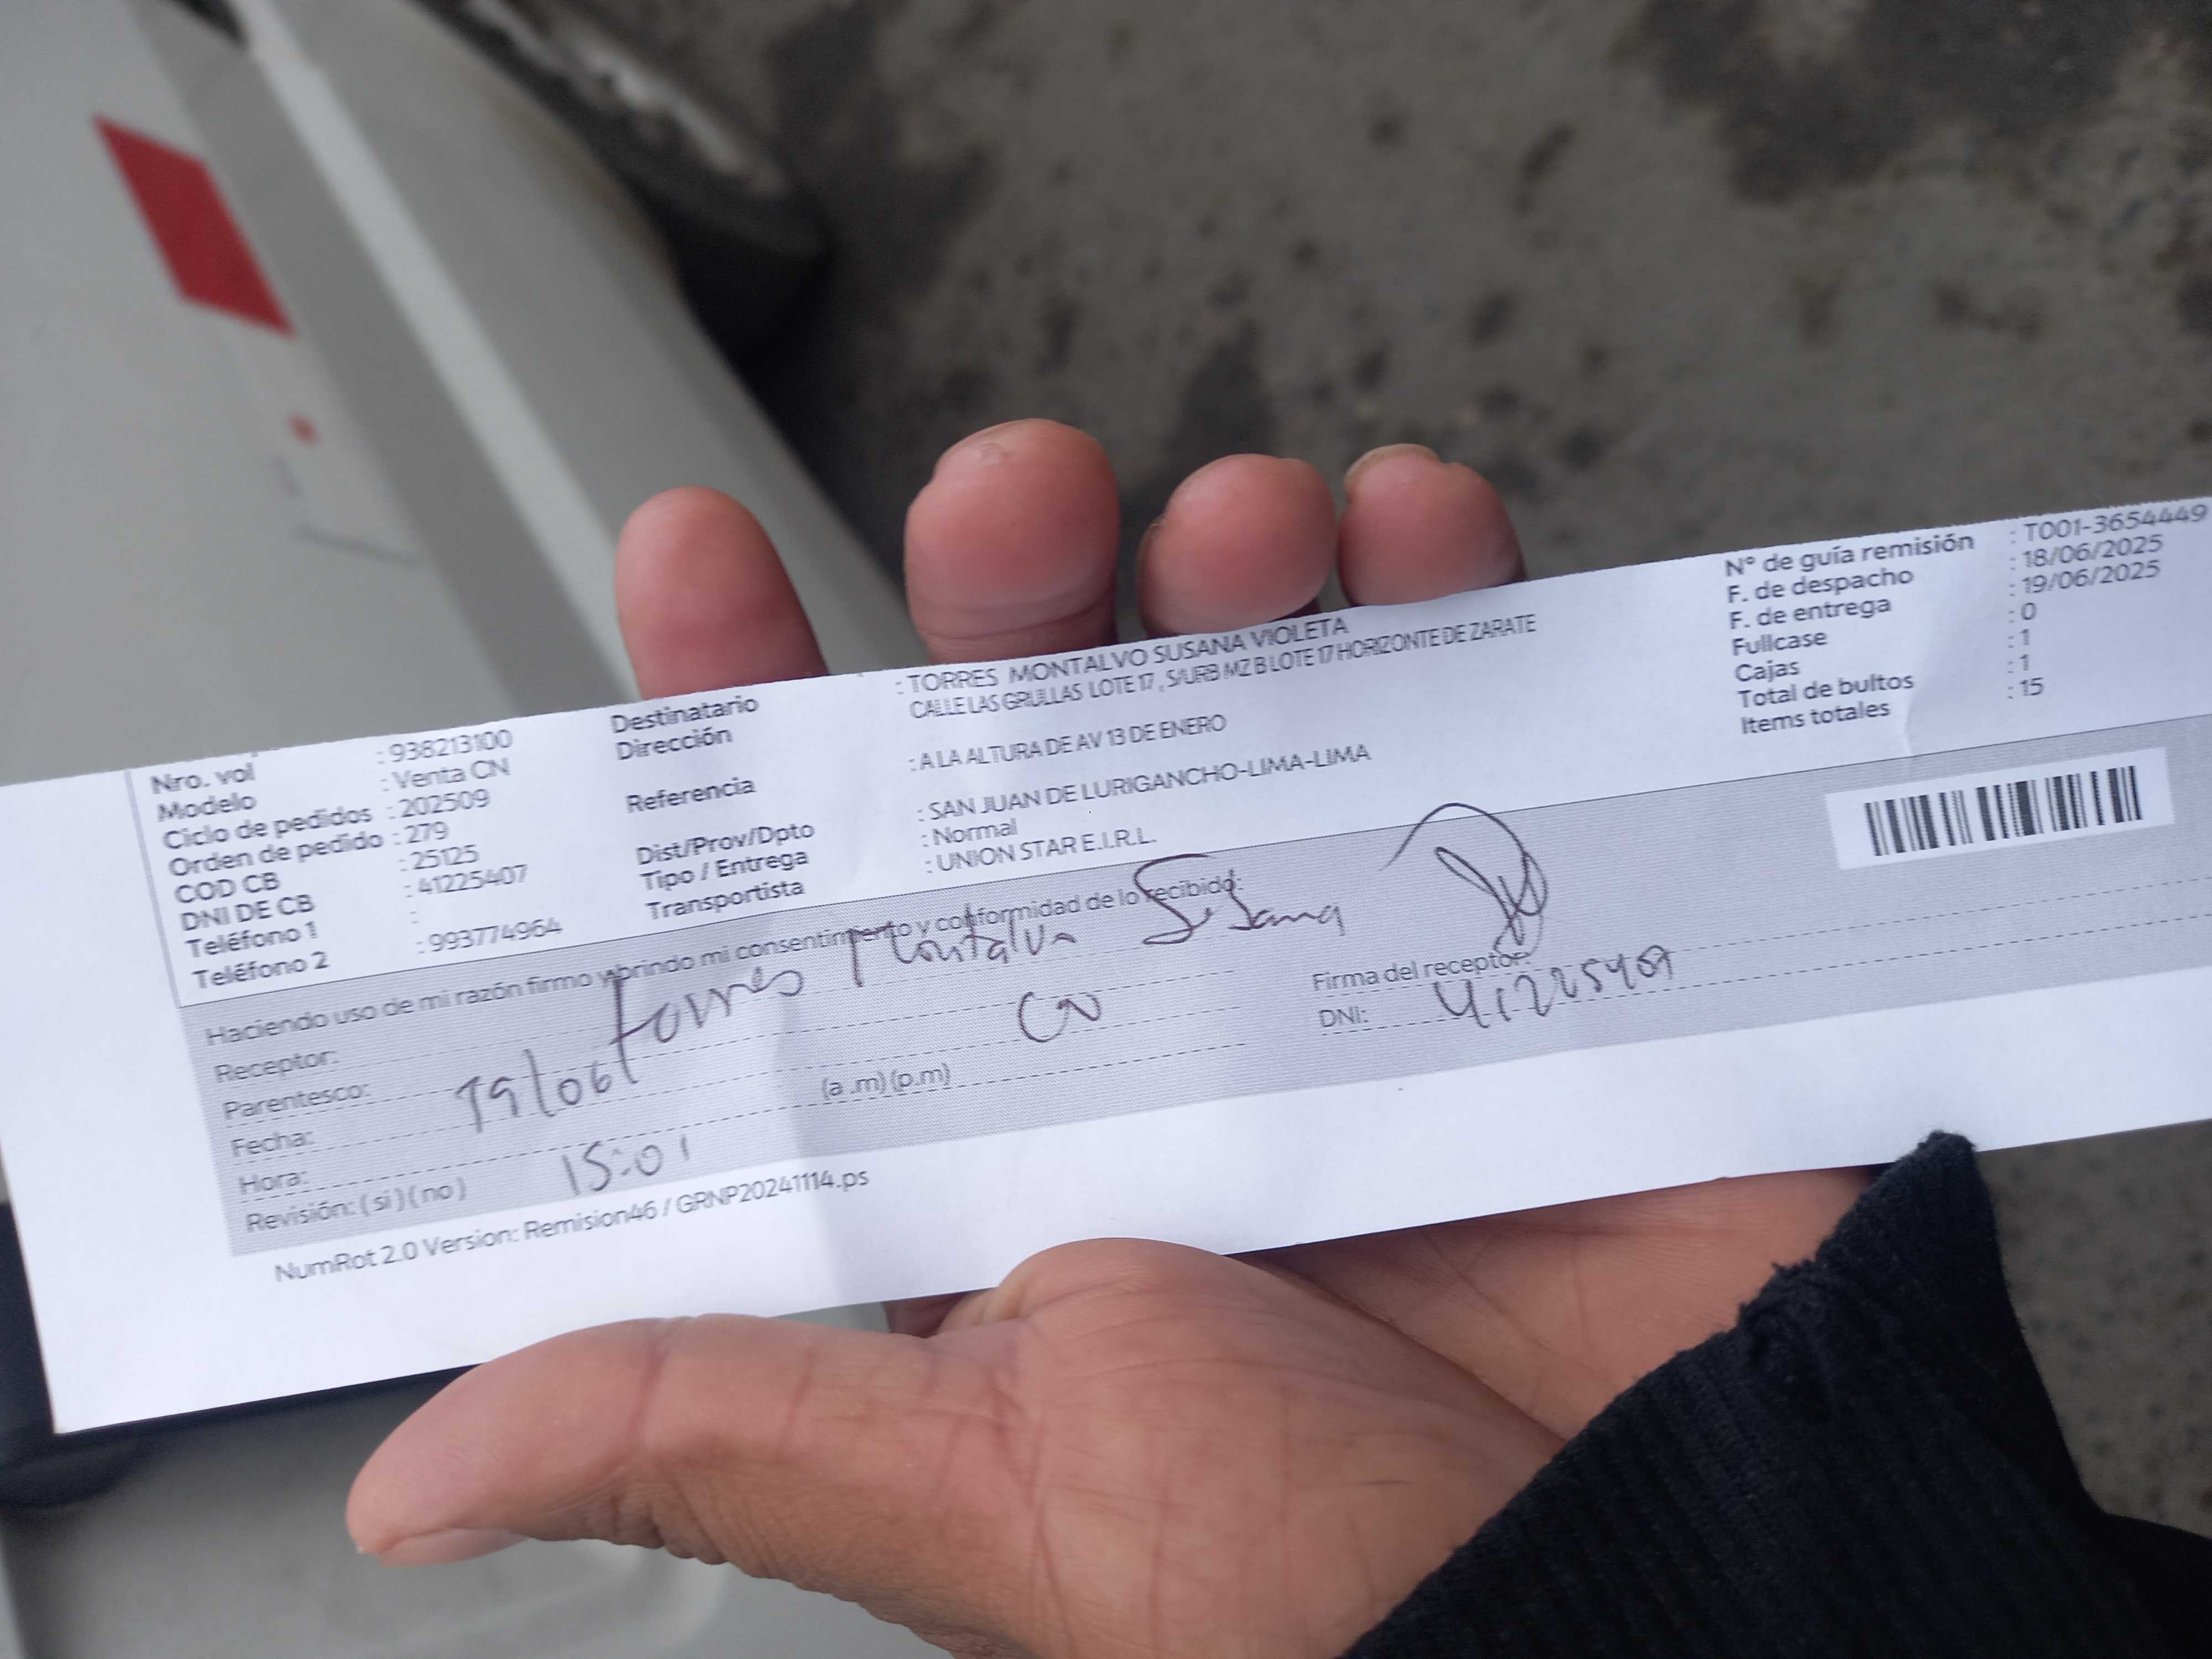 Nro. vol : 938213100
Modelo : Venta CN
Ciclo de pedidos : 202509
Orden de pedido : 279
COD CB : 25125
DNI DE CB : 41225407
Teléfono 1 :
Teléfono 2 : 993774964
Destinatario : TORRES MONTALVO SUSANA VIOLETA
Dirección CALLE LAS GRULLAS LOTE 17 , S/URB MZ B LOTE 17 HORIZONTE DE ZARATE
Referencia : A LA ALTURA DE AV 13 DE ENERO
Dist/Prov/Dpto : SAN JUAN DE LURIGANCHO-LIMA-LIMA
Tipo / Entrega : Normal
Transportista : UNION STAR E.I.R.L.
N° de guía remisión : T001-3654449
F. de despacho : 18/06/2025
F. de entrega : 19/06/2025
Fullcase : 0
Cajas : 1
Total de bultos : 1
Items totales : 15
Haciendo uso de mi razón firmo y brindo mi consentimiento y conformidad de lo recibido:
Receptor: Torres Montalvo Susana
Firma del receptor:
Parentesco:
DNI: 41225407
Fecha: 19/06/
Hora: 15:01 (a .m) (p.m)
Revisión: ( si ) ( no )
NumRot 2.0 Version: Remision46 / GRNP20241114.ps